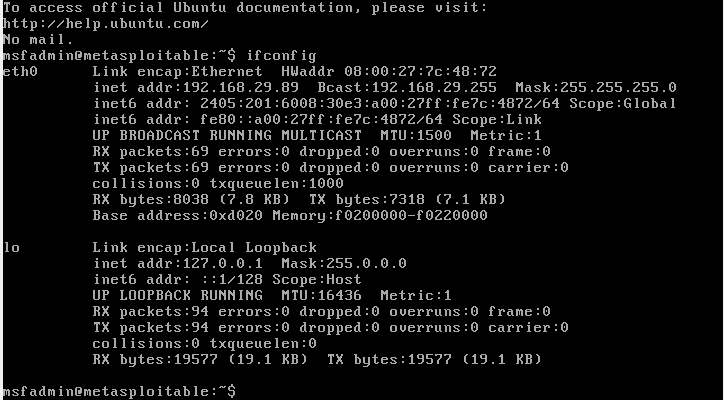 To access official Ubuntu documentation, please visit:
http://help.ubuntu.com/
No mail.
msfadmin@metasploitable:~$ ifconfig
eth0      Link encap:Ethernet  HWaddr 08:00:27:7c:48:72
          inet addr:192.168.29.89  Bcast:192.168.29.255  Mask:255.255.255.0
          inet6 addr: 2405:201:6008:30e3:a00:27ff:fe7c:4872/64 Scope:Global
          inet6 addr: fe80::a00:27ff:fe7c:4872/64 Scope:Link
          UP BROADCAST RUNNING MULTICAST  MTU:1500  Metric:1
          RX packets:69 errors:0 dropped:0 overruns:0 frame:0
          TX packets:69 errors:0 dropped:0 overruns:0 carrier:0
          collisions:0 txqueuelen:1000
          RX bytes:8038 (7.8 KB)  TX bytes:7318 (7.1 KB)
          Base address:0xd020 Memory:f0200000-f0220000
lo        Link encap:Local Loopback
          inet addr:127.0.0.1  Mask:255.0.0.0
          inet6 addr: ::1/128 Scope:Host
          UP LOOPBACK RUNNING  MTU:16436  Metric:1
          RX packets:94 errors:0 dropped:0 overruns:0 frame:0
          TX packets:94 errors:0 dropped:0 overruns:0 carrier:0
          collisions:0 txqueuelen:0
          RX bytes:19577 (19.1 KB)  TX bytes:19577 (19.1 KB)
msfadmin@metasploitable:~$